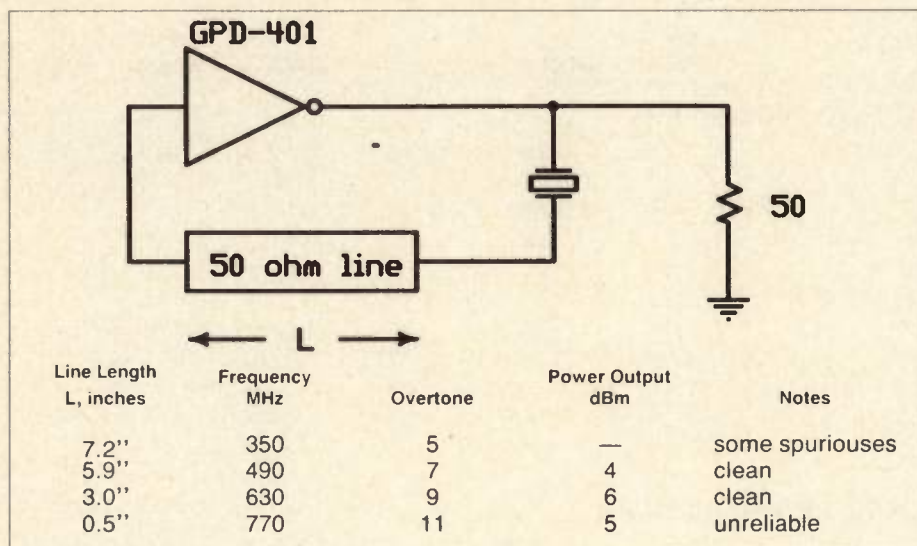 GPD-401
50
50 ohm line
L
Line Length Frequency Power Output
L, inches MHz Overtone dBm Notes
7.2'' 350 5 — some spuriouses
5.9'' 490 7 4 clean
3.0'' 630 9 6 clean
0.5'' 770 11 5 unreliable